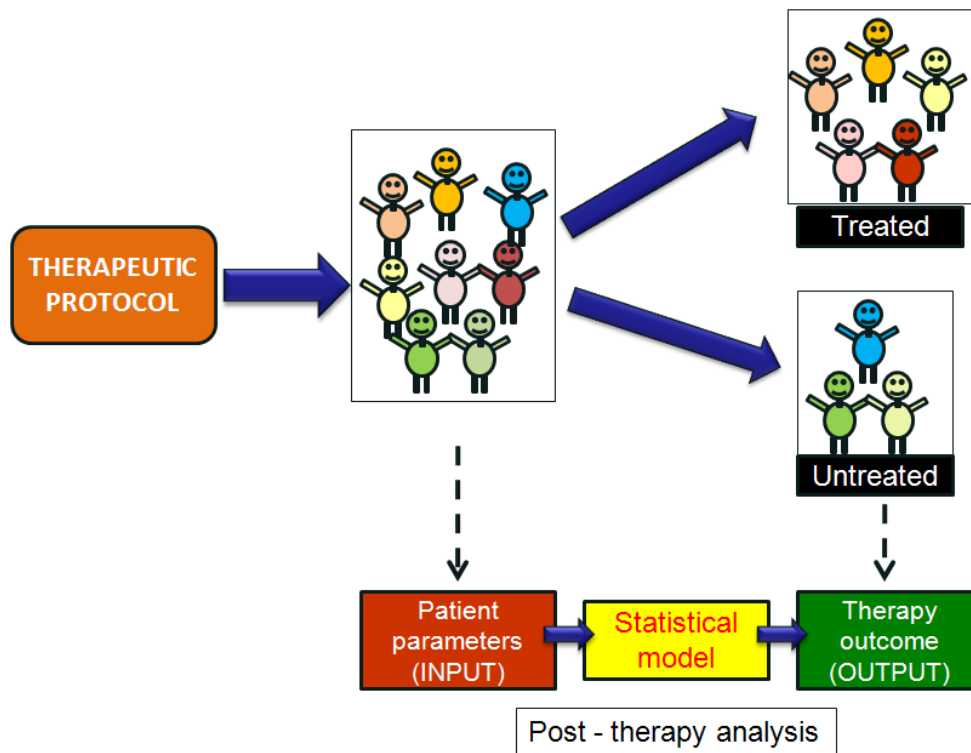 THERAPEUTIC
PROTOCOL
Treated
Untreated
Patient
parameters
(INPUT)
Statistical
model
Therapy
outcome
(OUTPUT)
Post - therapy analysis